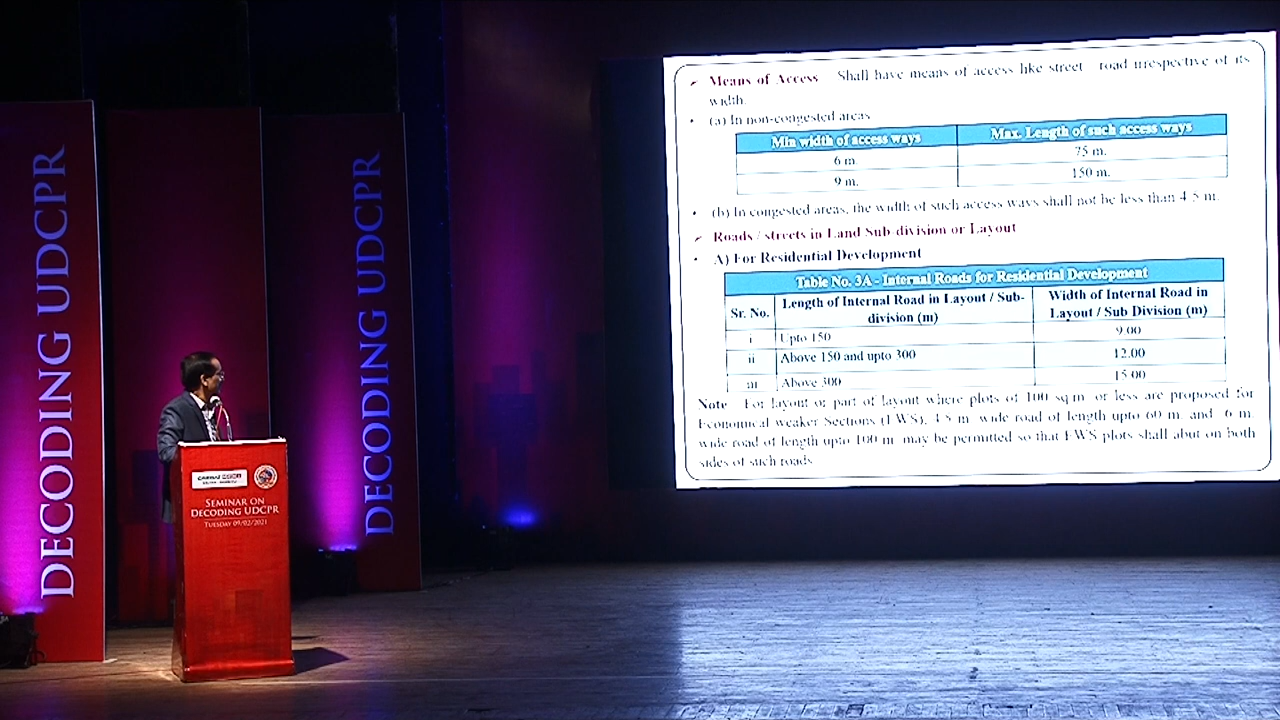 DECODING UDCPR
DECODING UDCPR
CREDAI
SEMINAR ON
DECODING UDCPR
TUESDAY 09/02/2021
Means of Access Shall have means of access like street road irrespective of its
width.
(a) In non-congested areas
Min width of access ways Max. Length of such access ways
6 m. 75 m.
9 m. 150 m.
(b) In congested areas, the width of such access ways shall not be less than 4.5 m.
Roads / streets in Land Sub-division or Layout
A) For Residential Development
Table No. 3A - Internal Roads for Residential Development
Sr. No. Length of Internal Road in Layout / Sub-
division (m) Width of Internal Road in
Layout / Sub Division (m)
i Upto 150 9.00
ii Above 150 and upto 300 12.00
iii Above 300 15.00
Note For layout or part of layout where plots of 100 sq.m. or less are proposed for
Economical weaker Sections (EWS), 4.5 m. wide road of length upto 60 m. and 6 m.
wide road of length upto 100 m. may be permitted so that EWS plots shall abut on both
sides of such roads.